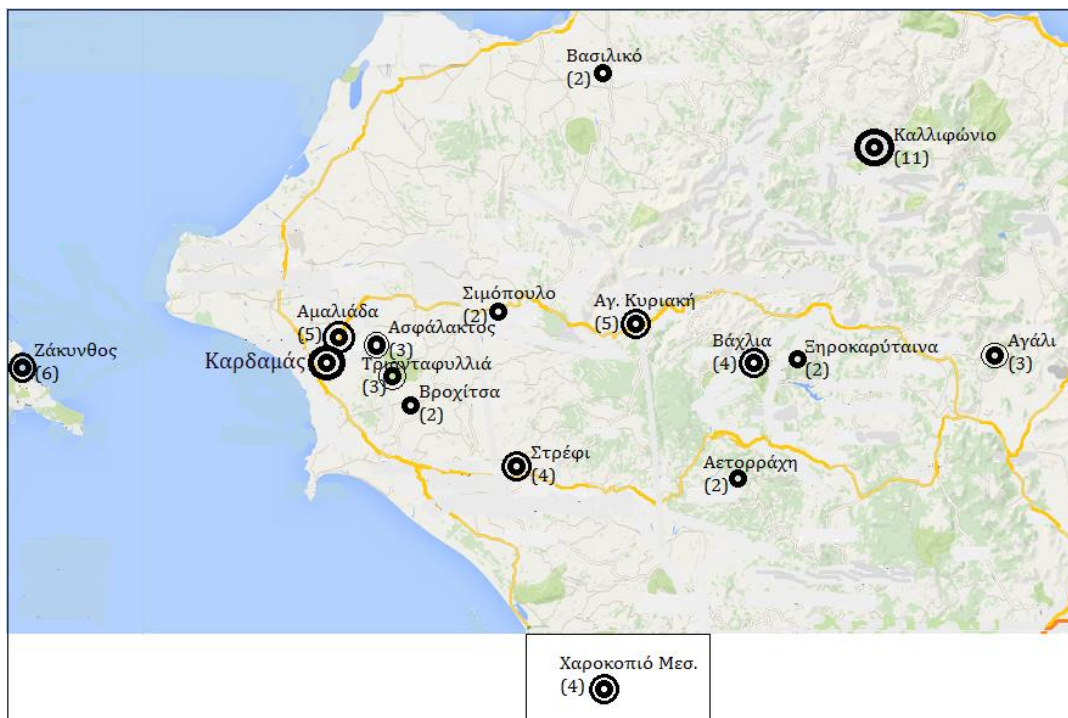 Βασιλικό
(2)
Καλλιφώνιο
(11)
Σιμόπουλο
(2)
Αγ. Κυριακή
(5)
Αμαλιάδα
(5)
Ασφάλακτος
(3)
Ζάκυνθος
(6)
Καρδαμάς
Τριανταφυλλιά
(3)
Βάχλια
(4)
Ξηροκαρύταινα
(2)
Αγάλι
(3)
Βροχίτσα
(2)
Στρέφι
(4)
Αετορράχη
(2)
Χαροκοπιό Μεσ.
(4)